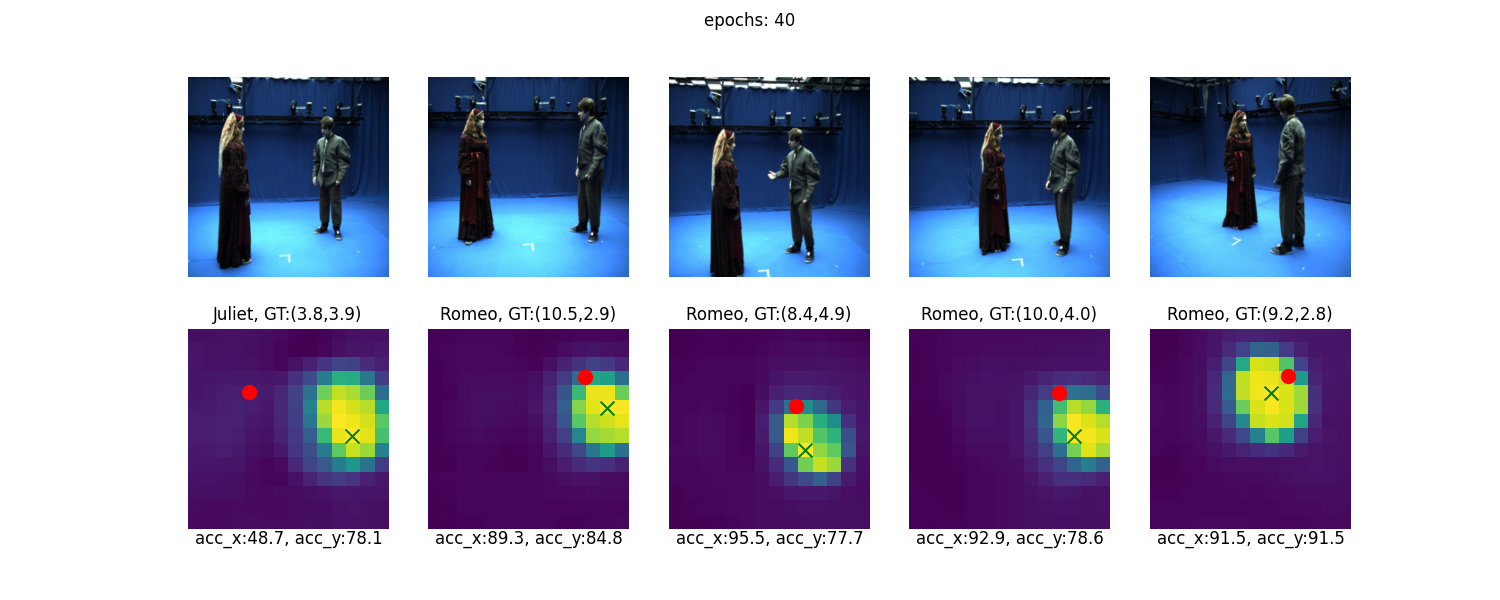 epochs: 40
Juliet, GT:(3.8,3.9)
Romeo, GT:(10.5,2.9)
Romeo, GT:(8.4,4.9)
Romeo, GT:(10.0,4.0)
Romeo, GT:(9.2,2.8)
acc_x:48.7, acc_y:78.1
acc_x:89.3, acc_y:84.8
acc_x:95.5, acc_y:77.7
acc_x:92.9, acc_y:78.6
acc_x:91.5, acc_y:91.5